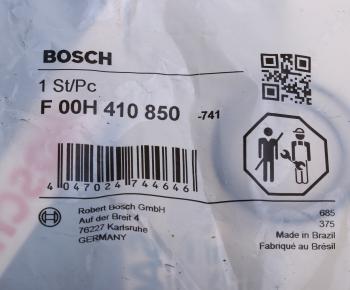 BOSCH
1 St/Pc
F 00H 410 850 -741
4 047024 744646
Robert Bosch GmbH
Auf der Breit 4
76227 Karlsruhe
GERMANY
685
375
Made in Brazil
Fabriqué au Brésil